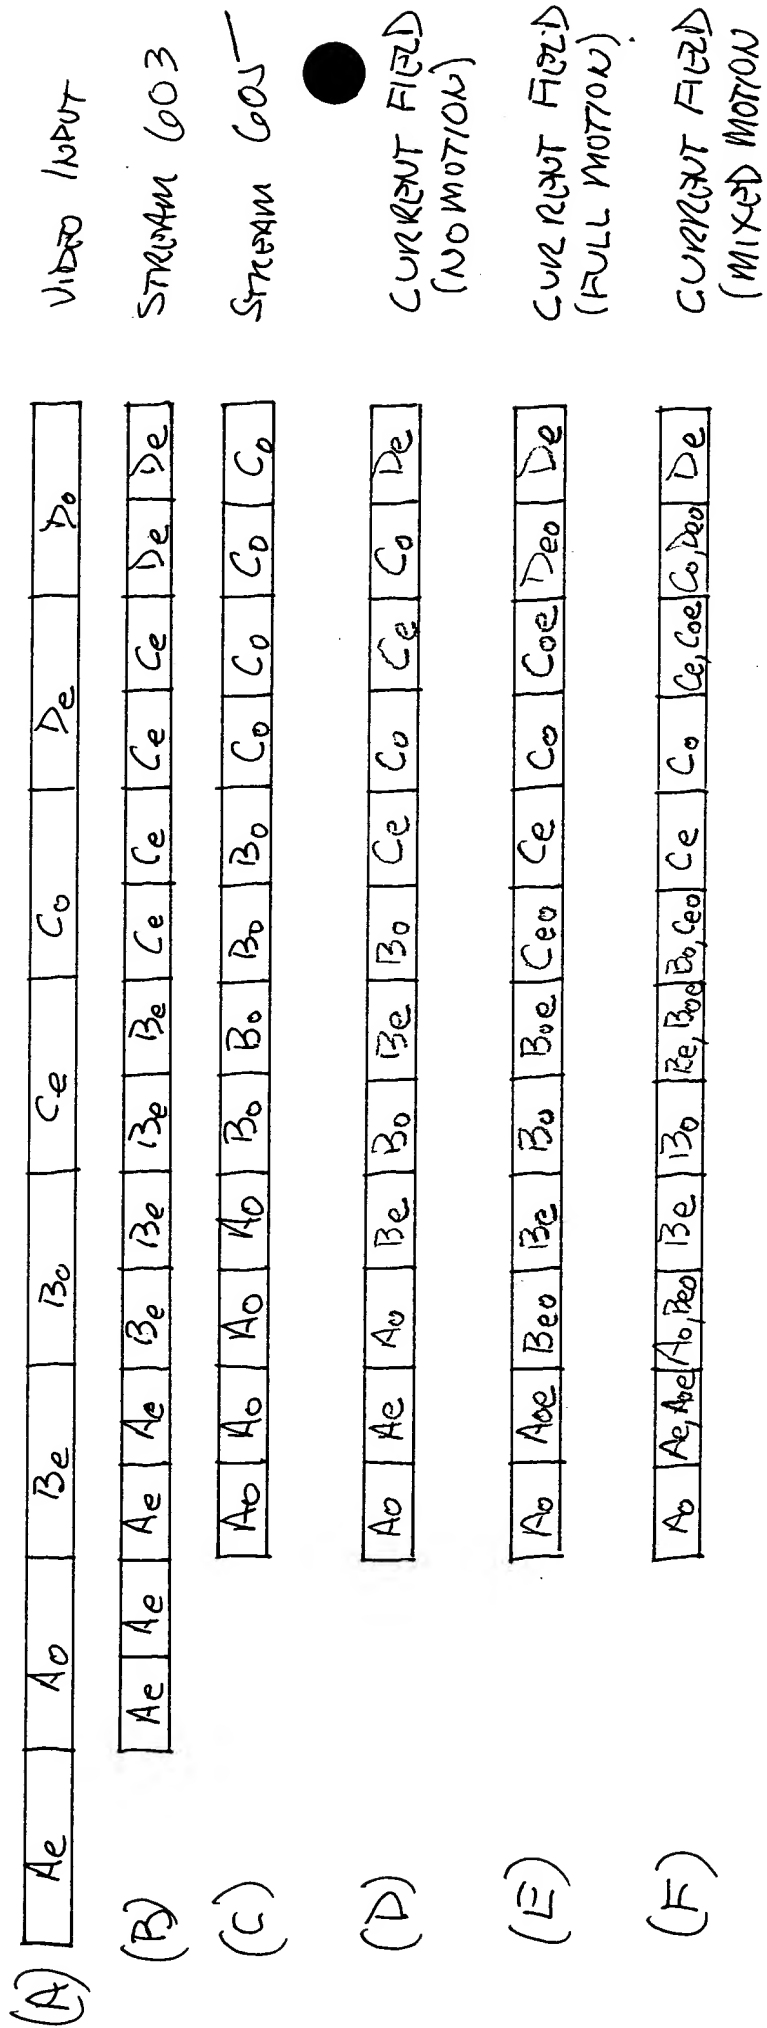 (A) Ae Ao Be Bo Ce Co De Do VIDEO INPUT
(B) Ae Ae Ae Ae Be Be Be Be Ce Ce Ce Ce De De STREAM 603
(C) Ao Ao Ao Ao Bo Bo Bo Bo Co Co Co Co STREAM 605
(D) Ao Ae Ao Be Bo Be Bo Ce Co Ce Co De CURRENT FIELD
(NO MOTION)
(E) Ao Aoe Beo Be Bo Boe Ceo Ce Co Coe Deo De CURRENT FIELD
(FULL MOTION).
(F) Ao Ae,Aoe Ao,Beo Be Bo Be,Boe Bo,Ceo Ce Co Ce,Coe Co,Deo De CURRENT FIELD
(MIXED MOTION